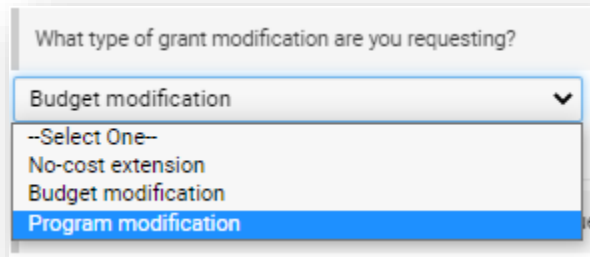 What type of grant modification are you requesting?
Budget modification
--Select One--
No-cost extension
Budget modification
Program modification